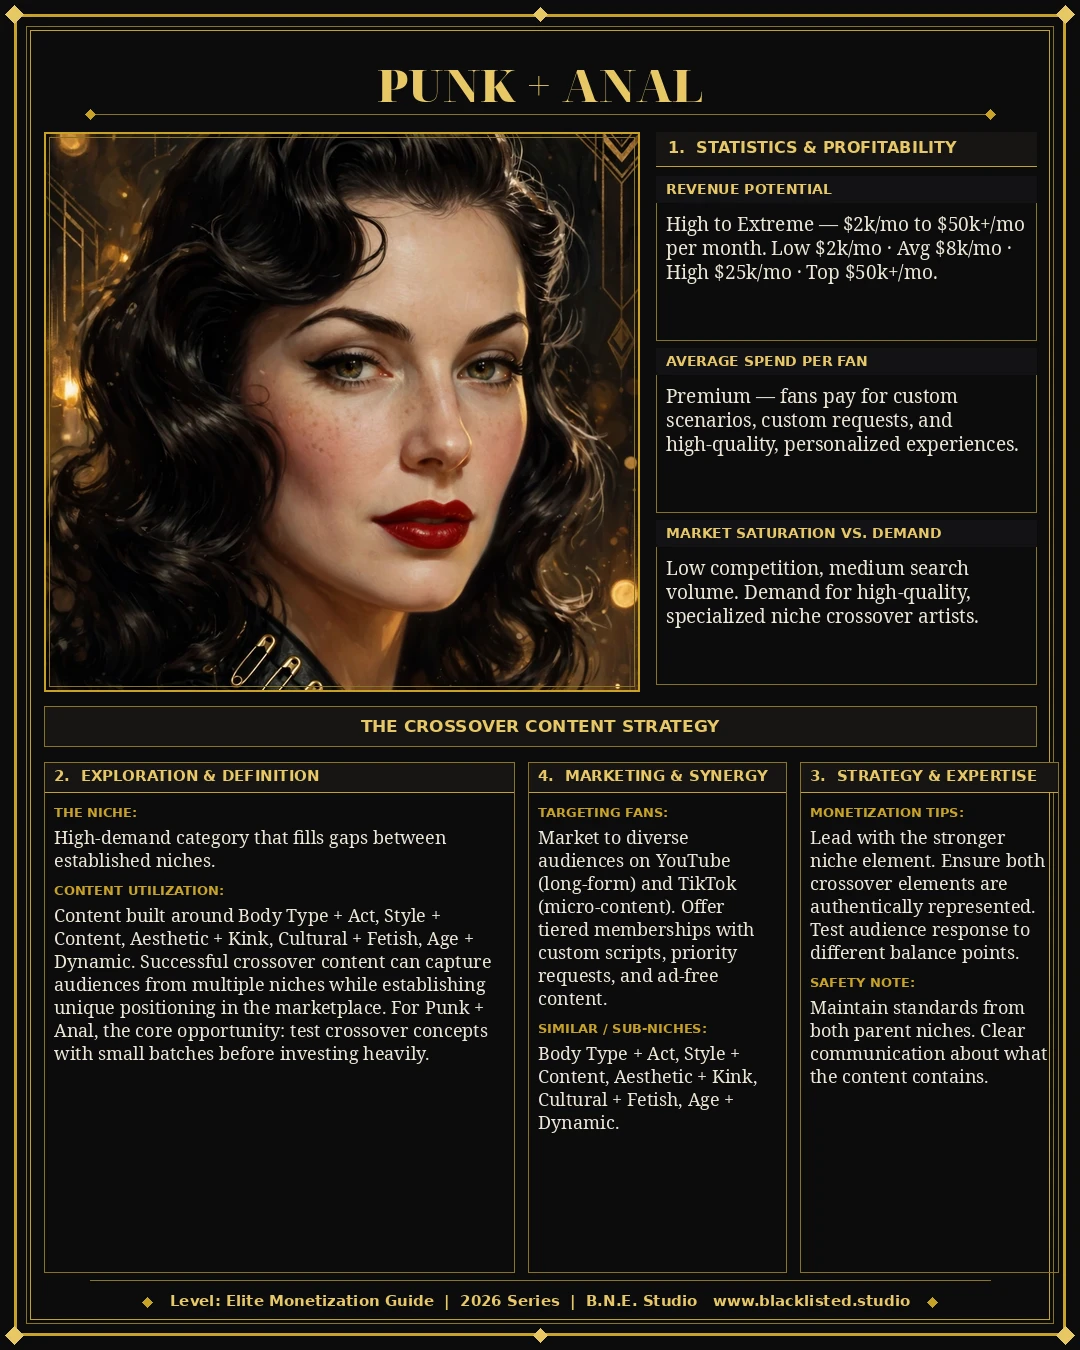 PUNK + ANAL
1. STATISTICS & PROFITABILITY
REVENUE POTENTIAL
High to Extreme — $2k/mo to $50k+/mo
per month. Low $2k/mo · Avg $8k/mo ·
High $25k/mo · Top $50k+/mo.
AVERAGE SPEND PER FAN
Premium — fans pay for custom
scenarios, custom requests, and
high-quality, personalized experiences.
MARKET SATURATION VS. DEMAND
Low competition, medium search
volume. Demand for high-quality,
specialized niche crossover artists.
THE CROSSOVER CONTENT STRATEGY
2. EXPLORATION & DEFINITION
THE NICHE:
High-demand category that fills gaps between
established niches.
CONTENT UTILIZATION:
Content built around Body Type + Act, Style +
Content, Aesthetic + Kink, Cultural + Fetish, Age +
Dynamic. Successful crossover content can capture
audiences from multiple niches while establishing
unique positioning in the marketplace. For Punk +
Anal, the core opportunity: test crossover concepts
with small batches before investing heavily.
4. MARKETING & SYNERGY
TARGETING FANS:
Market to diverse
audiences on YouTube
(long-form) and TikTok
(micro-content). Offer
tiered memberships with
custom scripts, priority
requests, and ad-free
content.
SIMILAR / SUB-NICHES:
Body Type + Act, Style +
Content, Aesthetic + Kink,
Cultural + Fetish, Age +
Dynamic.
3. STRATEGY & EXPERTISE
MONETIZATION TIPS:
Lead with the stronger
niche element. Ensure both
crossover elements are
authentically represented.
Test audience response to
different balance points.
SAFETY NOTE:
Maintain standards from
both parent niches. Clear
communication about what
the content contains.
Level: Elite Monetization Guide | 2026 Series | B.N.E. Studio www.blacklisted.studio